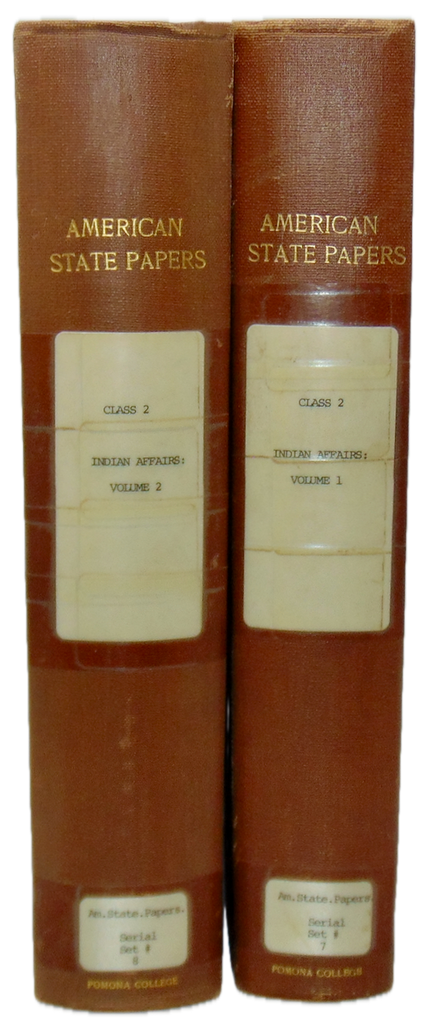 AMERICAN
STATE PAPERS
CLASS 2
INDIAN AFFAIRS:
VOLUME 2
Am.State.Papers.
Serial
Set #
8
POMONA COLLEGE
AMERICAN
STATE PAPERS
CLASS 2
INDIAN AFFAIRS:
VOLUME 1
Am.State.Papers.
Serial
Set #
7
POMONA COLLEGE